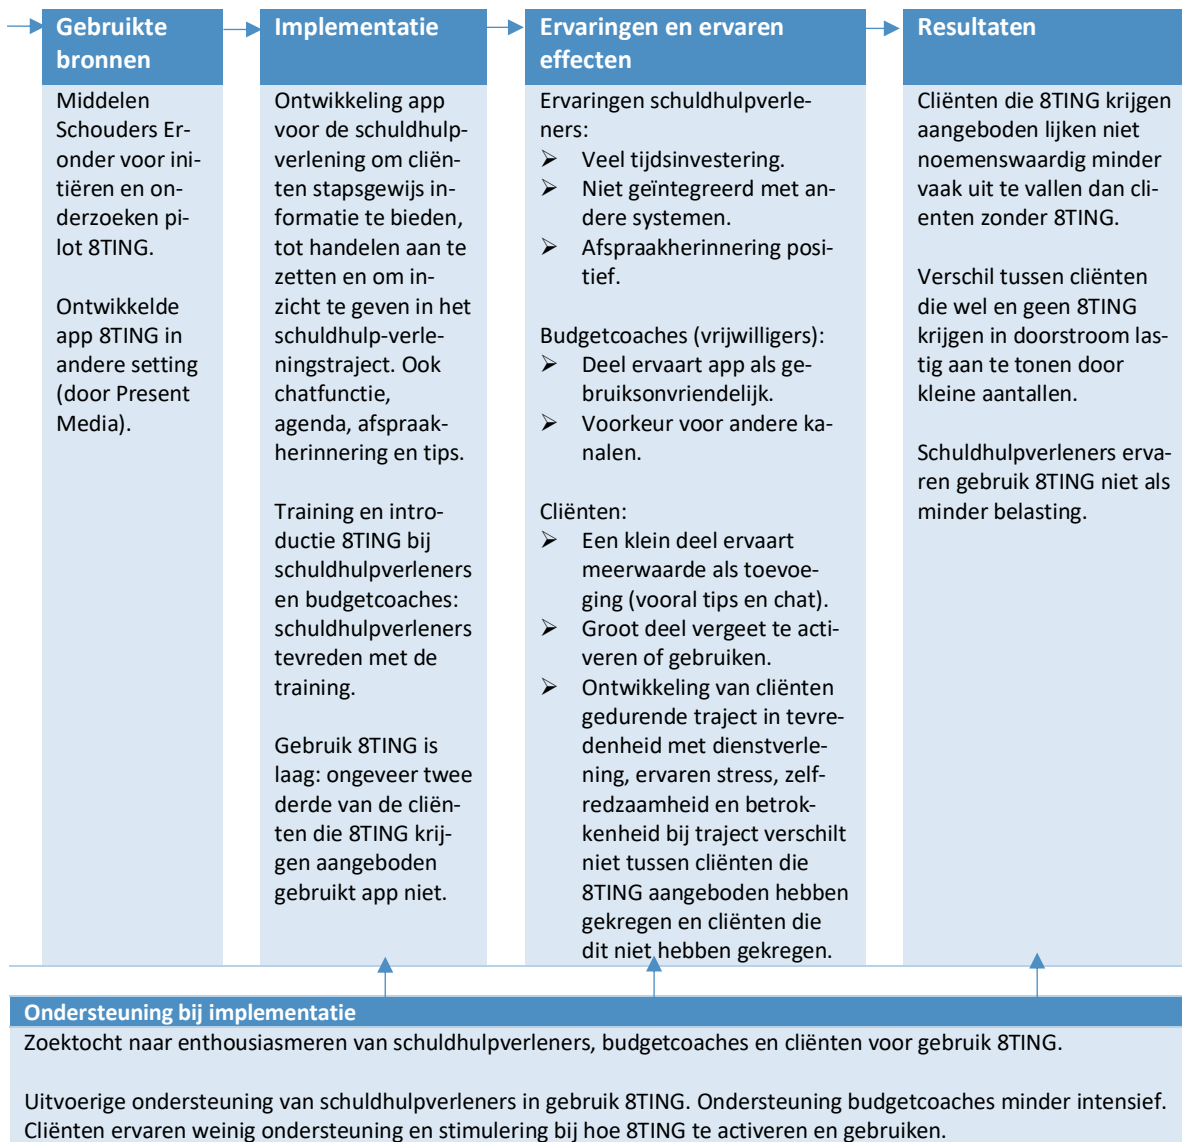 Gebruikte
bronnen
Middelen
Schouders Er-
onder voor ini-
tiëren en on-
derzoeken pi-
lot 8TING.
Ontwikkelde
app 8TING in
andere setting
(door Present
Media).
Implementatie
Ontwikkeling app
voor de schuldhulp-
verlening om cliën-
ten stapsgewijs in-
formatie te bieden,
tot handelen aan te
zetten en om in-
zicht te geven in het
schuldhulp-verle-
ningstraject. Ook
chatfunctie,
agenda, afspraak-
herinnering en tips.
Training en intro-
ductie 8TING bij
schuldhulpverleners
en budgetcoaches:
schuldhulpverleners
tevreden met de
training.
Gebruik 8TING is
laag: ongeveer twee
derde van de cliën-
ten die 8TING krij-
gen aangeboden
gebruikt app niet.
Ervaringen en ervaren
effecten
Ervaringen schuldhulpverle-
ners:
➢ Veel tijdsinvestering.
➢ Niet geïntegreerd met an-
dere systemen.
➢ Afspraakherinnering posi-
tief.
Budgetcoaches (vrijwilligers):
➢ Deel ervaart app als ge-
bruiksonvriendelijk.
➢ Voorkeur voor andere ka-
nalen.
Cliënten:
➢ Een klein deel ervaart
meerwaarde als toevoe-
ging (vooral tips en chat).
➢ Groot deel vergeet te acti-
veren of gebruiken.
➢ Ontwikkeling van cliënten
gedurende traject in tevre-
denheid met dienstverle-
ning, ervaren stress, zelf-
redzaamheid en betrok-
kenheid bij traject verschilt
niet tussen cliënten die
8TING aangeboden hebben
gekregen en cliënten die
dit niet hebben gekregen.
Resultaten
Cliënten die 8TING krijgen
aangeboden lijken niet
noemenswaardig minder
vaak uit te vallen dan cli-
enten zonder 8TING.
Verschil tussen cliënten
die wel en geen 8TING
krijgen in doorstroom las-
tig aan te tonen door
kleine aantallen.
Schuldhulpverleners erva-
ren gebruik 8TING niet als
minder belasting.
Ondersteuning bij implementatie
Zoektocht naar enthousiasmeren van schuldhulpverleners, budgetcoaches en cliënten voor gebruik 8TING.
Uitvoerige ondersteuning van schuldhulpverleners in gebruik 8TING. Ondersteuning budgetcoaches minder intensief.
Cliënten ervaren weinig ondersteuning en stimulering bij hoe 8TING te activeren en gebruiken.